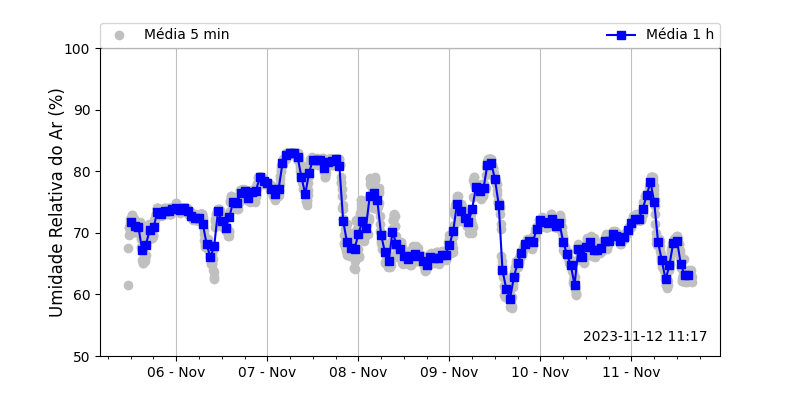 Média 5 min
Média 1 h
Umidade Relativa do Ar (%)
100
90
80
70
60
50
2023-11-12 11:17
06 - Nov
07 - Nov
08 - Nov
09 - Nov
10 - Nov
11 - Nov